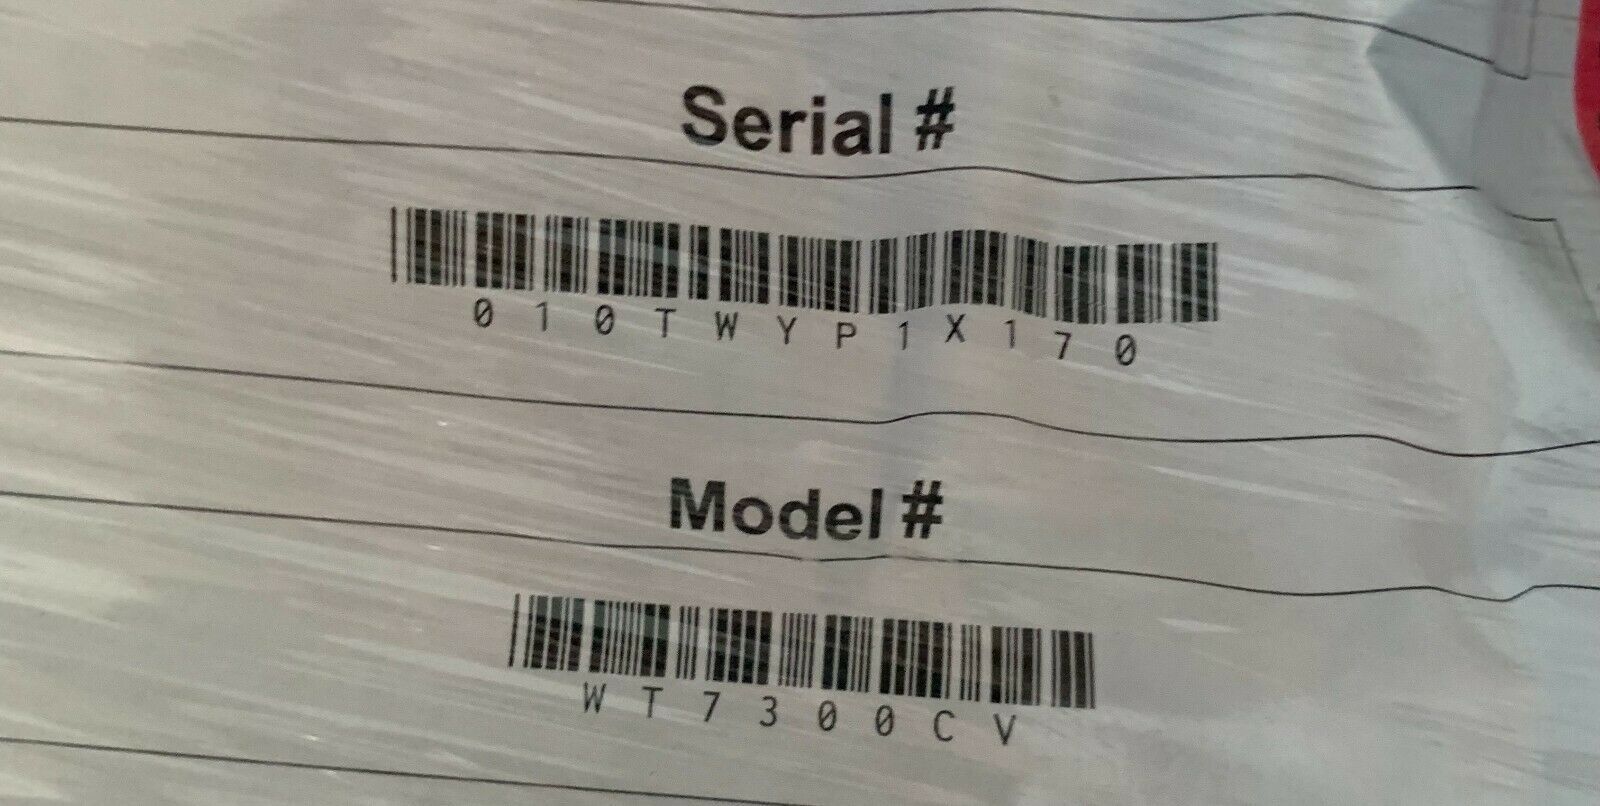 Serial #
010TWYP1X170
Model #
WT7300CV